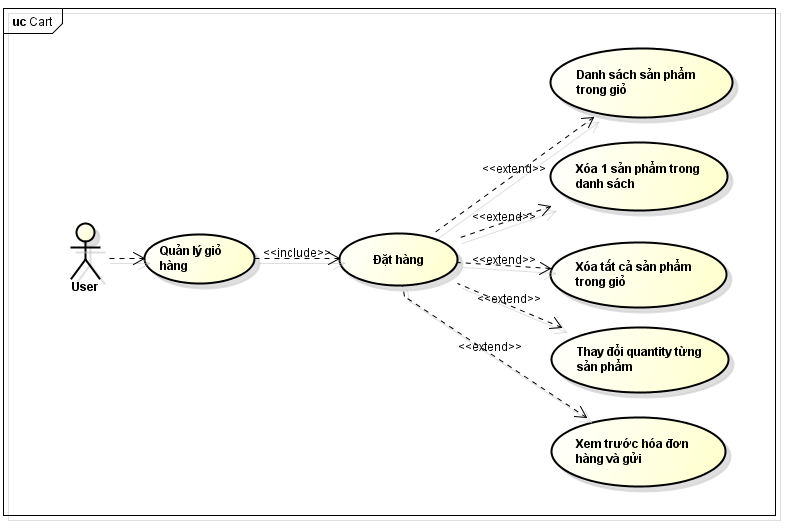 uc Cart
Danh sách sản phẩm
trong giỏ
<<extend>>
Xóa 1 sản phẩm trong
danh sách
<<extend>>
User
Quản lý giỏ
hàng
<<include>>
Đặt hàng
<<extend>>
Xóa tất cả sản phẩm
trong giỏ
<<extend>>
Thay đổi quantity từng
sản phẩm
<<extend>>
Xem trước hóa đơn
hàng và gửi